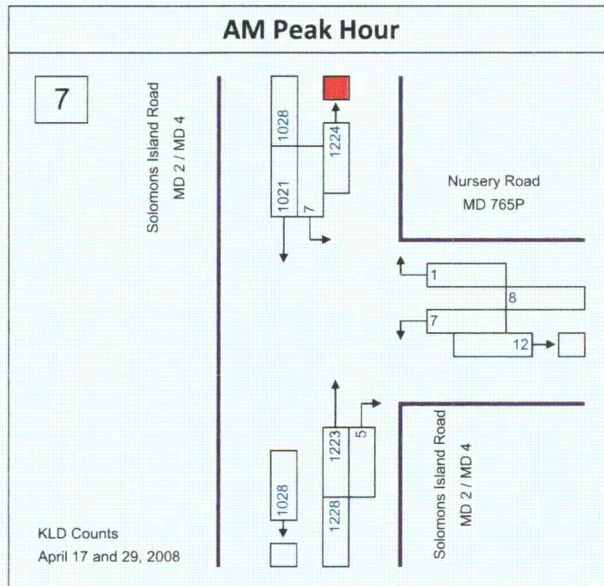 AM Peak Hour
7
Solomons Island Road
MD 2 / MD 4
1028
1224
1021
7
Nursery Road
MD 765P
1
8
7
12
1223
5
1028
1228
Solomons Island Road
MD 2 / MD 4
KLD Counts
April 17 and 29, 2008